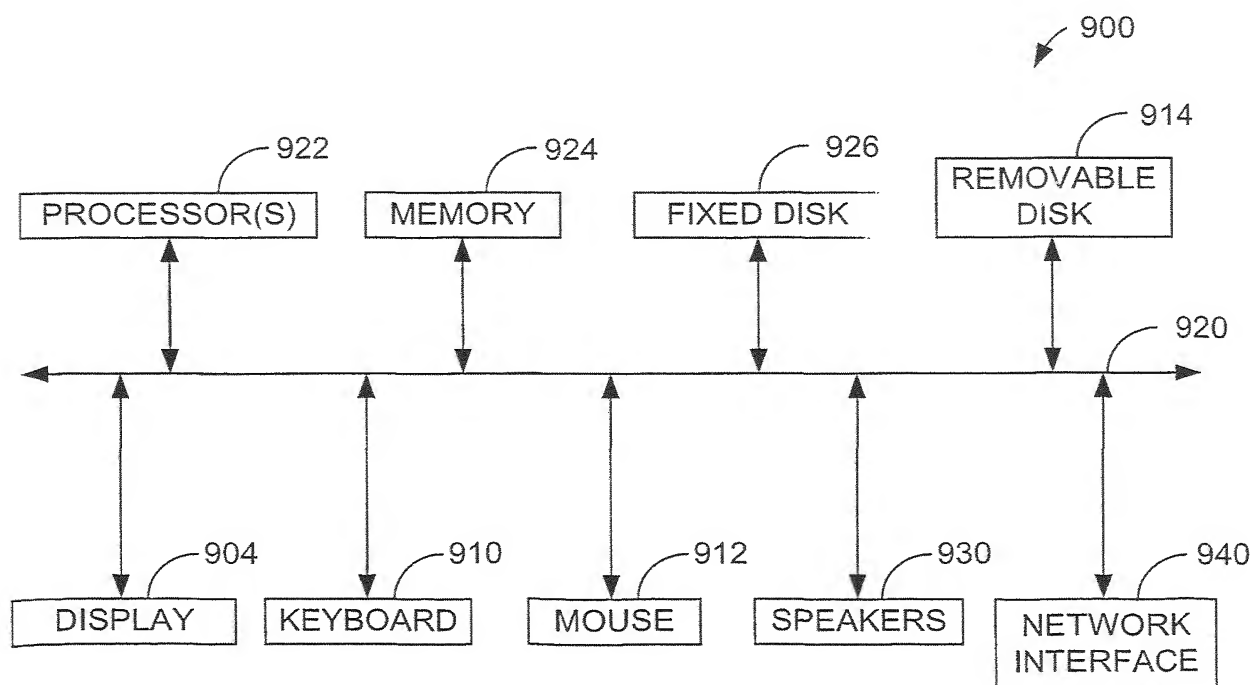 900
922
924
926
914
PROCESSOR(S)
MEMORY
FIXED DISK
REMOVABLE
DISK
920
904
910
912
930
940
DISPLAY
KEYBOARD
MOUSE
SPEAKERS
NETWORK
INTERFACE